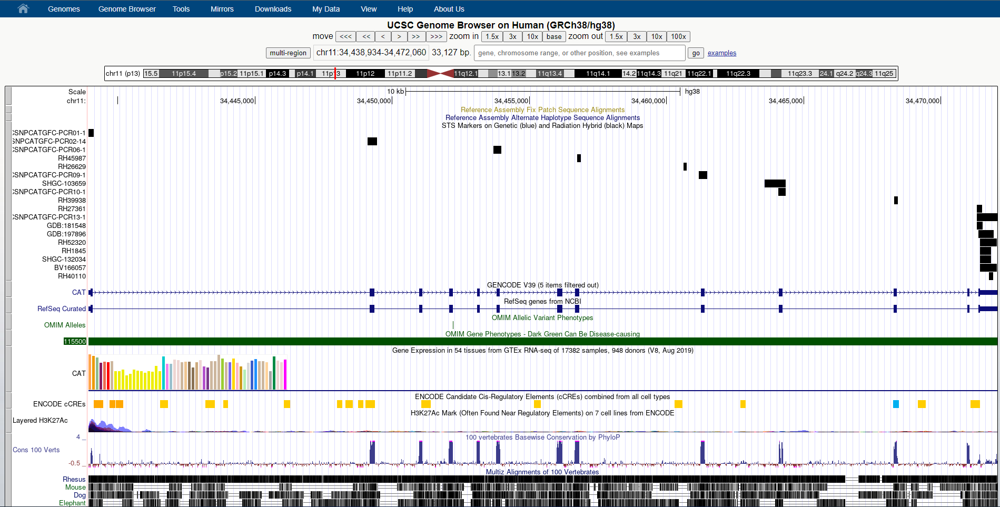 Genomes Genome Browser Tools Mirrors Downloads My Data View Help About Us
UCSC Genome Browser on Human (GRCh38/hg38)
move <<< << < > >> >>> zoom in 1.5x 3x 10x base zoom out 1.5x 3x 10x 100x
multi-region chr11:34,438,934-34,472,060 33,127 bp. gene, chromosome range, or other position, see examples go examples
chr11 (p13) 15.5 11p15.4 p15.2 11p15.1 p14.3 p14.1 11p13 11p12 11p11.2 11q12.1 13.1 13.2 11q13.4 11q14.1 14.2 11q14.3 11q21 11q22.1 11q22.3 11q23.3 24.1 q24.2 q24.3 11q25
Scale 10 kb hg38
chr11: 34,445,000 34,450,000 34,455,000 34,460,000 34,465,000 34,470,000
Reference Assembly Fix Patch Sequence Alignments
Reference Assembly Alternate Haplotype Sequence Alignments
STS Markers on Genetic (blue) and Radiation Hybrid (black) Maps
SNPCATGFC-PCR01-1
SNPCATGFC-PCR02-14
SNPCATGFC-PCR06-1
RH45987
RH26629
SNPCATGFC-PCR09-1
SHGC-103659
SNPCATGFC-PCR10-1
RH39938
RH27361
SNPCATGFC-PCR13-1
GDB:181548
GDB:197896
RH52320
RH1845
SHGC-132034
BV166057
RH40110
GENCODE V39 (5 items filtered out)
CAT
RefSeq genes from NCBI
RefSeq Curated
OMIM Allelic Variant Phenotypes
OMIM Alleles
OMIM Gene Phenotypes - Dark Green Can Be Disease-causing
115500
Gene Expression in 54 tissues from GTEx RNA-seq of 17382 samples, 948 donors (V8, Aug 2019)
CAT
ENCODE Candidate Cis-Regulatory Elements (cCREs) combined from all cell types
ENCODE cCREs
H3K27Ac Mark (Often Found Near Regulatory Elements) on 7 cell lines from ENCODE
Layered H3K27Ac
4 _
100 vertebrates Basewise Conservation by PhyloP
Cons 100 Verts
-0.5 _
Multiz Alignments of 100 Vertebrates
Rhesus
Mouse
Dog
Elephant